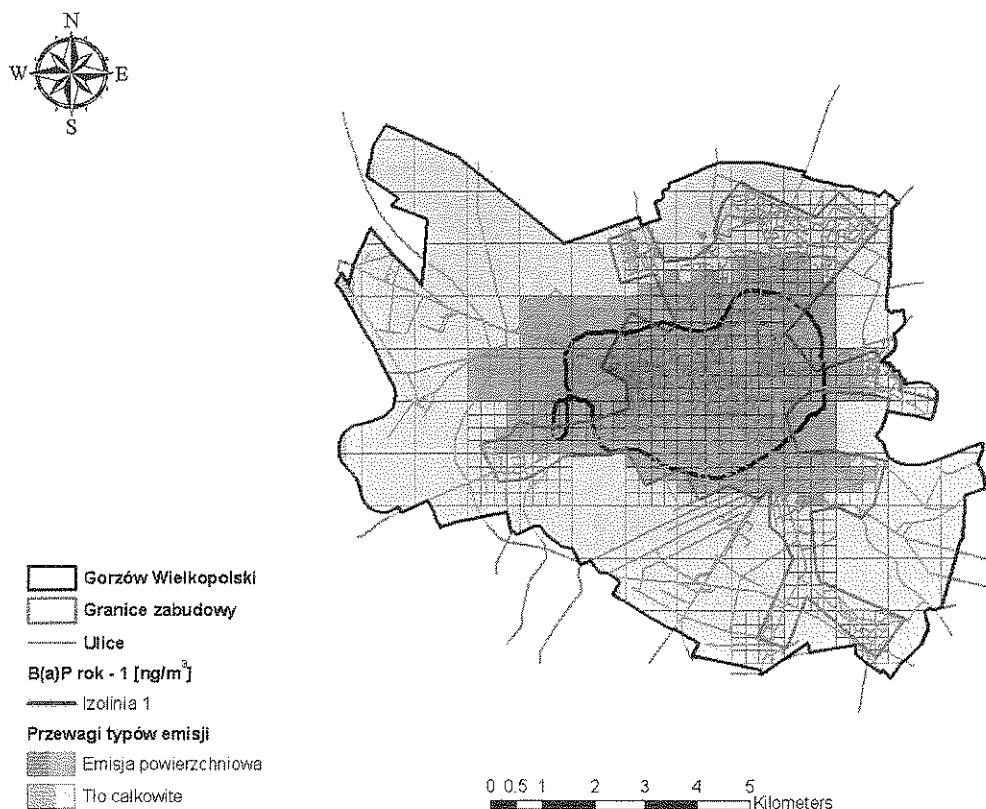 N
W E
S
Gorzów Wielkopolski
Granice zabudowy
Ulice
B(a)P rok - 1 [ng/m³]
Izolinia 1
Przewagi typów emisji
Emisja powierzchniowa
Tło całkowite
0 0.5 1 2 3 4 5
Kilometers